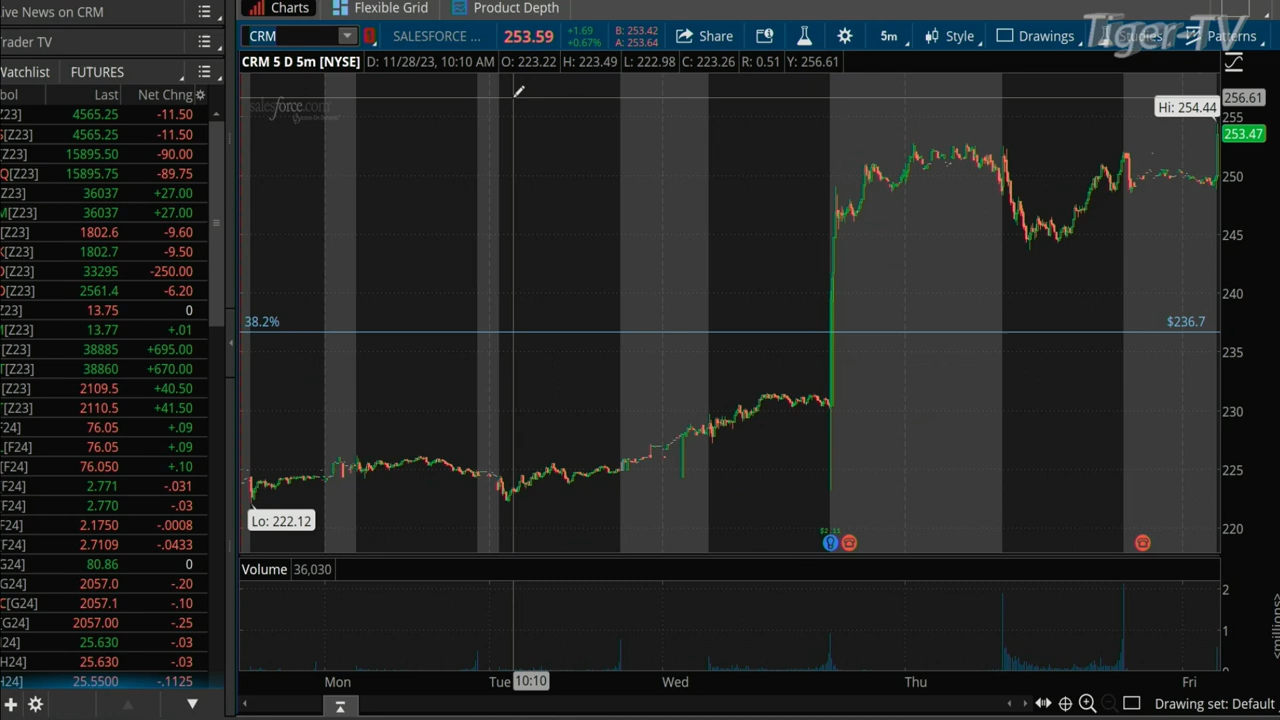 ive News on CRM
Charts
Flexible Grid
Product Depth
rader TV
CRM
SALESFORCE ...
253.59
+1.69
+0.67%
B: 253.42
A: 253.64
Share
5m
Style
Drawings
Studies
Patterns
Tiger TV
Watchlist
FUTURES
CRM 5 D 5m [NYSE]
D: 11/28/23, 10:10 AM
O: 223.22
H: 223.49
L: 222.98
C: 223.26
R: 0.51
Y: 256.61
bol
Last
Net Chng
Z23]
4565.25
-11.50
S[Z23]
4565.25
-11.50
[Z23]
15895.50
-90.00
Q[Z23]
15895.75
-89.75
[Z23]
36037
+27.00
M[Z23]
36037
+27.00
[Z23]
1802.6
-9.60
K[Z23]
1802.7
-9.50
[Z23]
33295
-250.00
D[Z23]
2561.4
-6.20
Z23]
13.75
0
M[Z23]
13.77
+.01
[Z23]
38885
+695.00
T[Z23]
38860
+670.00
[Z23]
2109.5
+40.50
[Z23]
2110.5
+41.50
F24]
76.05
+.09
L[F24]
76.05
+.09
[F24]
76.050
+.10
[F24]
2.771
-.031
[F24]
2.770
-.03
F24]
2.1750
-.0008
[F24]
2.7109
-.0433
G24]
80.86
0
[G24]
2057.0
-.20
C[G24]
2057.1
-.10
[G24]
2057.00
-.25
24]
25.630
-.03
H24]
25.630
-.03
H24]
25.5500
-.1125
salesforce.com
Hi: 254.44
256.61
255
253.47
250
245
240
235
230
225
220
38.2%
$236.7
Lo: 222.12
Volume
36,030
2
1
0
<millions>
Mon
Tue
10:10
Wed
Thu
Fri
Drawing set: Default